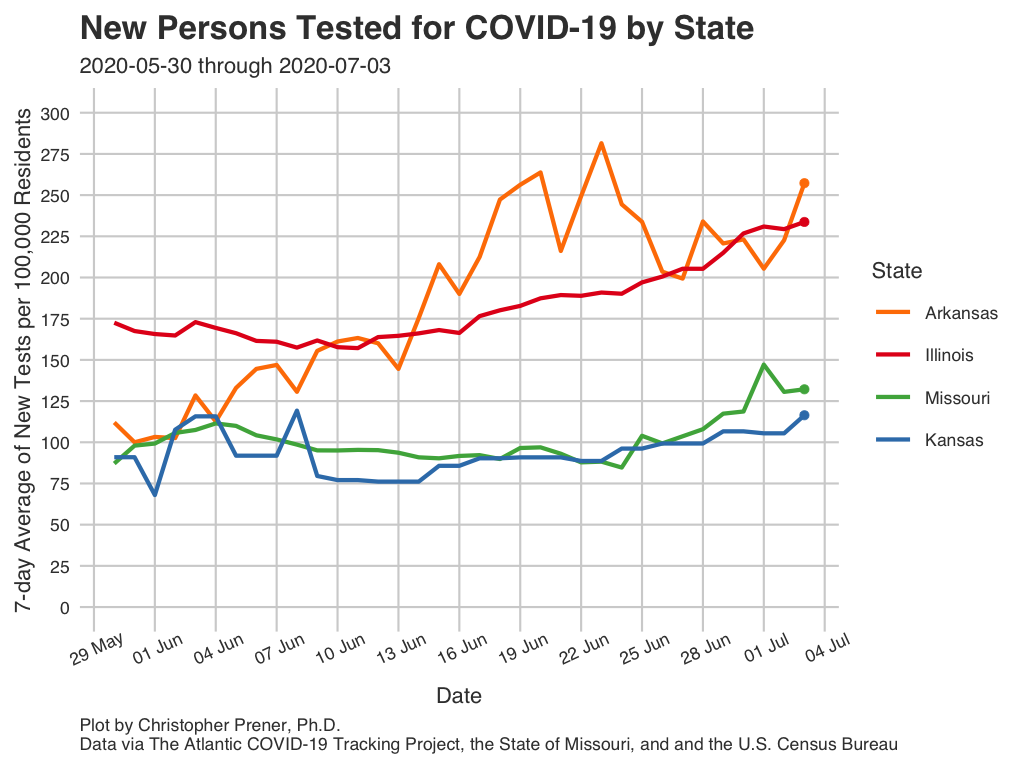 New Persons Tested for COVID-19 by State
2020-05-30 through 2020-07-03
7-day Average of New Tests per 100,000 Residents
300
275
250
225
200
175
150
125
100
75
50
25
0
29 May
01 Jun
04 Jun
07 Jun
10 Jun
13 Jun
16 Jun
19 Jun
22 Jun
25 Jun
28 Jun
01 Jul
04 Jul
Date
State
Arkansas
Illinois
Missouri
Kansas
Plot by Christopher Prener, Ph.D.
Data via The Atlantic COVID-19 Tracking Project, the State of Missouri, and and the U.S. Census Bureau